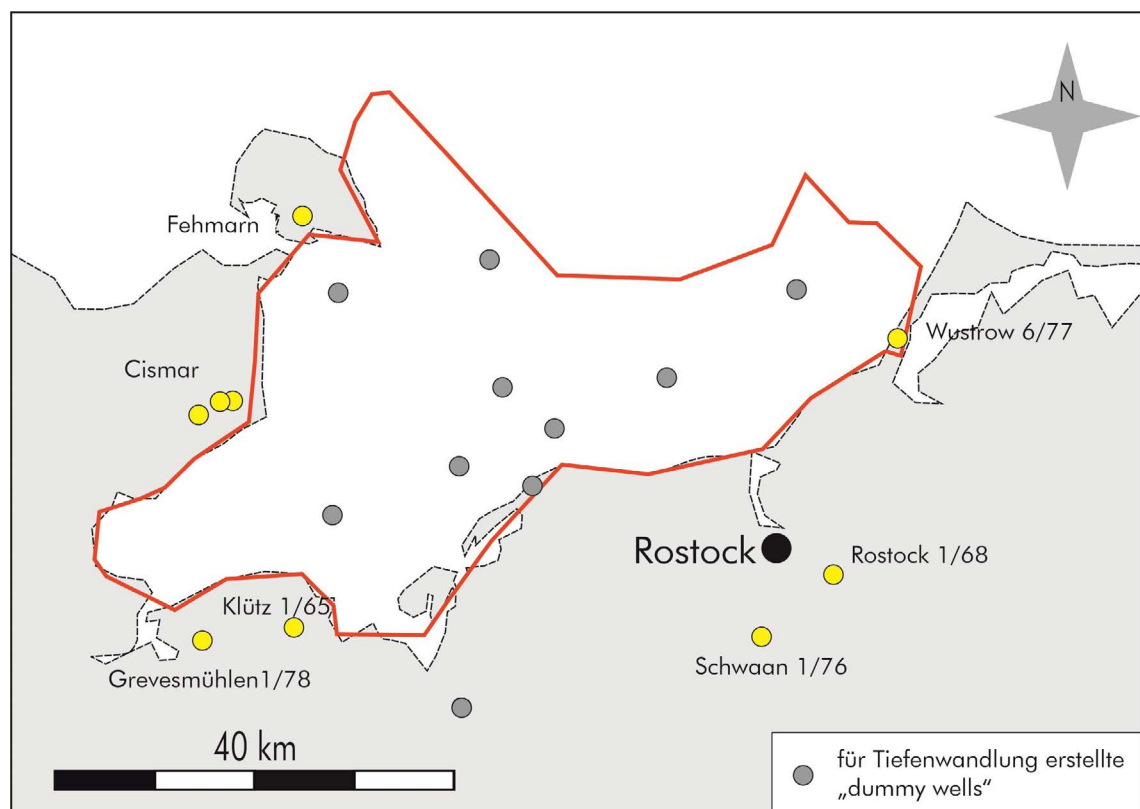 N
Fehmarn
Wustrow 6/77
Cismar
Rostock
Rostock 1/68
Klütz 1/65
Schwaan 1/76
Grevesmühlen1/78
40 km
für Tiefenwandlung erstellte
„dummy wells“